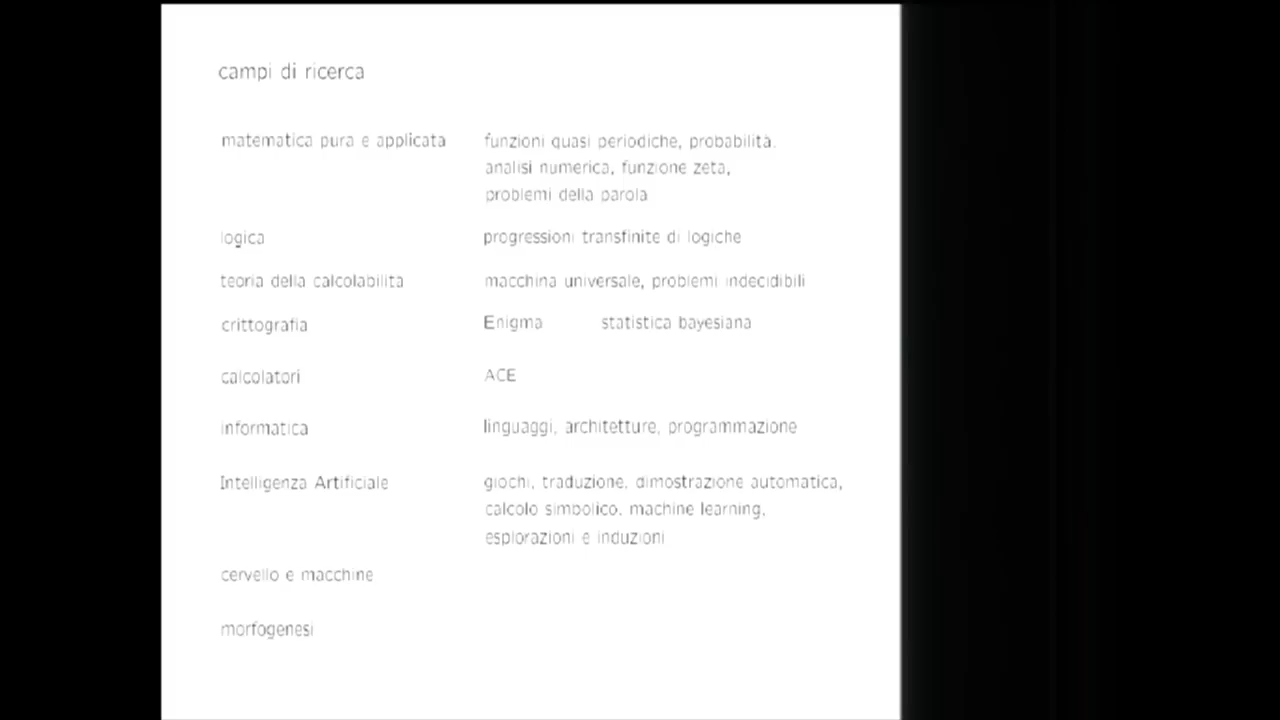 campi di ricerca
matematica pura e applicata funzioni quasi periodiche, probabilità.
analisi numerica, funzione zeta,
problemi della parola
logica progressioni transfinite di logiche
teoria della calcolabilita macchina universale, problemi indecidibili
crittografia Enigma statistica bayesiana
calcolatori ACE
informatica linguaggi, architetture, programmazione
Intelligenza Artificiale giochi, traduzione, dimostrazione automatica,
calcolo simbolico, machine learning,
esplorazioni e induzioni
cervello e macchine
morfogenesi